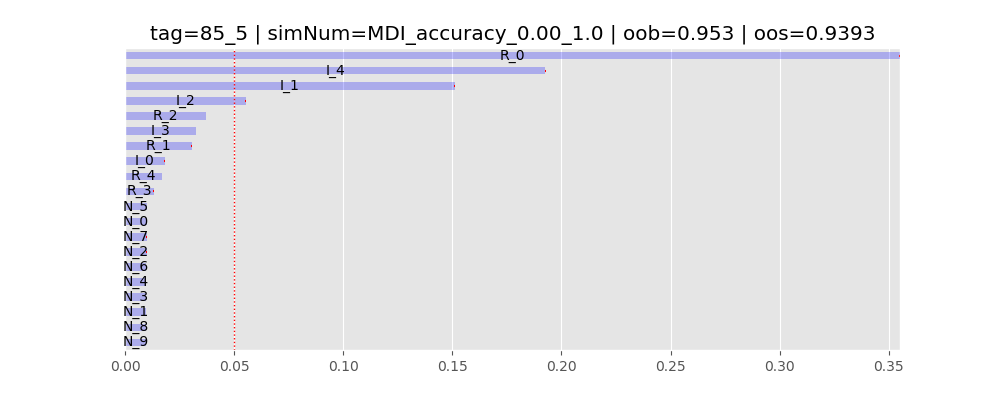 tag=85_5 | simNum=MDI_accuracy_0.00_1.0 | oob=0.953 | oos=0.9393
R_0
I_4
I_1
I_2
R_2
I_3
R_1
I_0
R_4
R_3
N_5
N_0
N_7
N_2
N_6
N_4
N_3
N_1
N_8
N_9
0.00 0.05 0.10 0.15 0.20 0.25 0.30 0.35